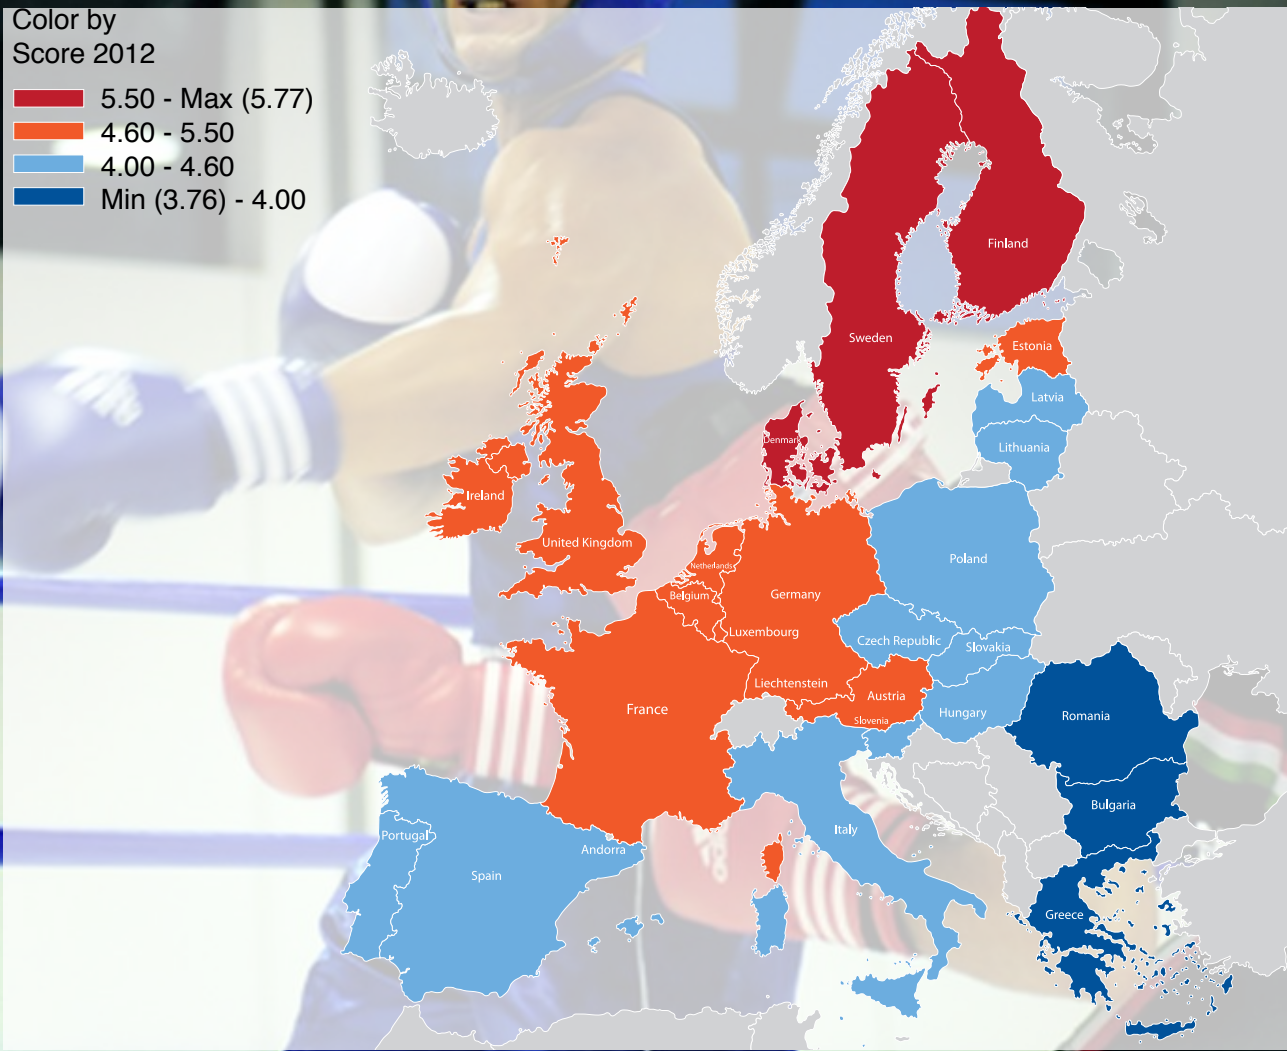 Color by
Score 2012
5.50 - Max (5.77)
4.60 - 5.50
4.00 - 4.60
Min (3.76) - 4.00
Finland
Sweden
Estonia
Latvia
Denmark
Lithuania
Ireland
United Kingdom
Poland
Netherlands
Belgium
Germany
Luxembourg
Czech Republic
Slovakia
Liechtenstein
Austria
France
Hungary
Slovenia
Romania
Bulgaria
Italy
Portugal
Andorra
Spain
Greece